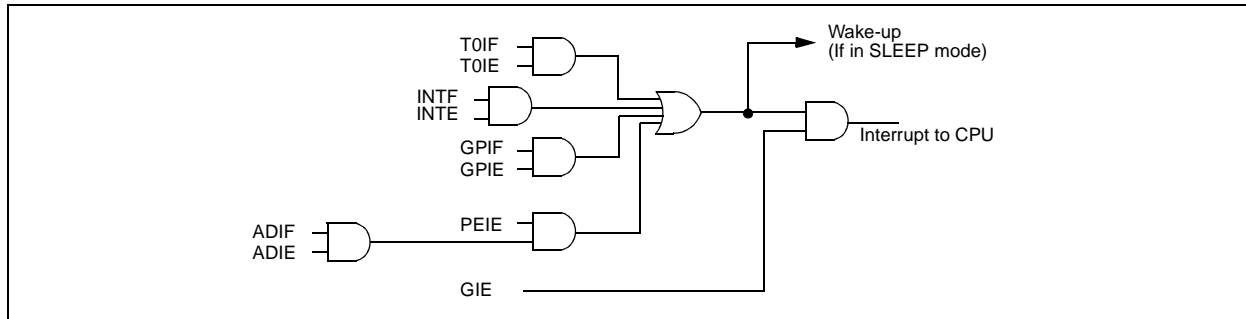 T0IF
T0IE
Wake-up
(If in SLEEP mode)
INTF
INTE
GPIF
GPIE
Interrupt to CPU
PEIE
ADIF
ADIE
GIE